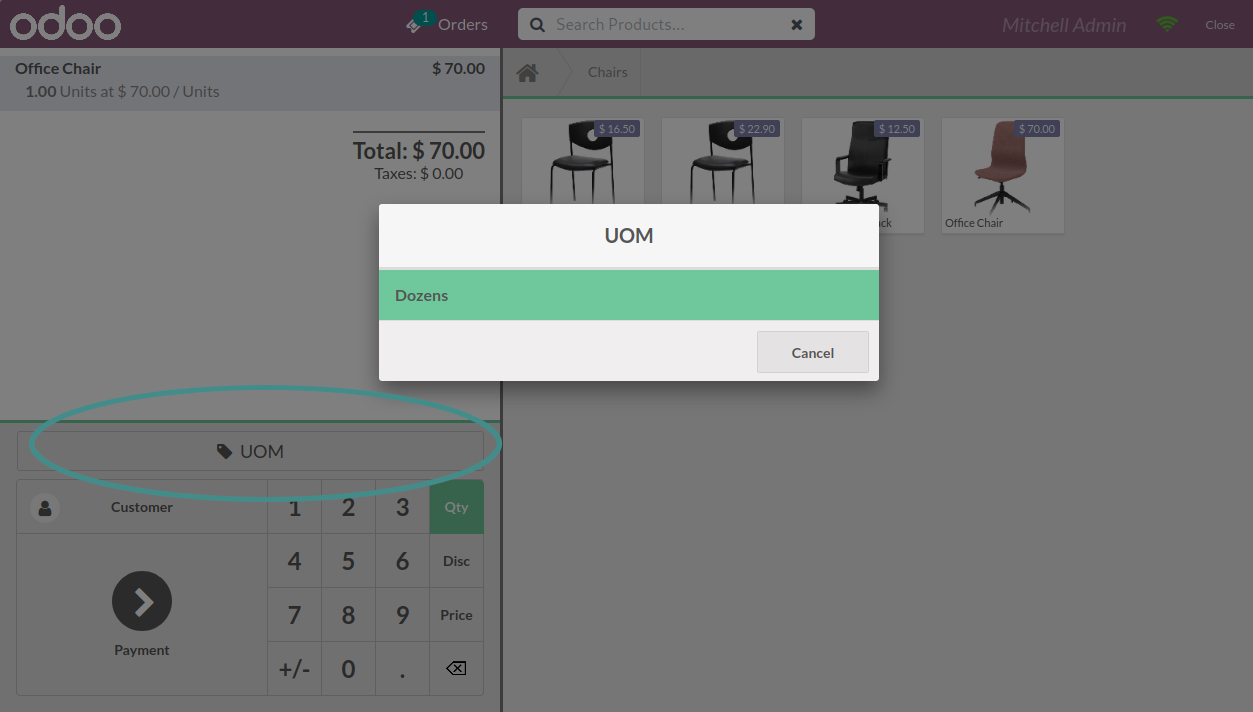 odoo
1
Orders
Search Products...
Mitchell Admin
Close
Office Chair $ 70.00
1.00 Units at $ 70.00 / Units
Total: $ 70.00
Taxes: $ 0.00
Chairs
$ 16.50
$ 22.90
$ 12.50
$ 70.00
Office Chair
UOM
Dozens
Cancel
UOM
Customer
1 2 3 Qty
4 5 6 Disc
7 8 9 Price
Payment
+/- 0 .